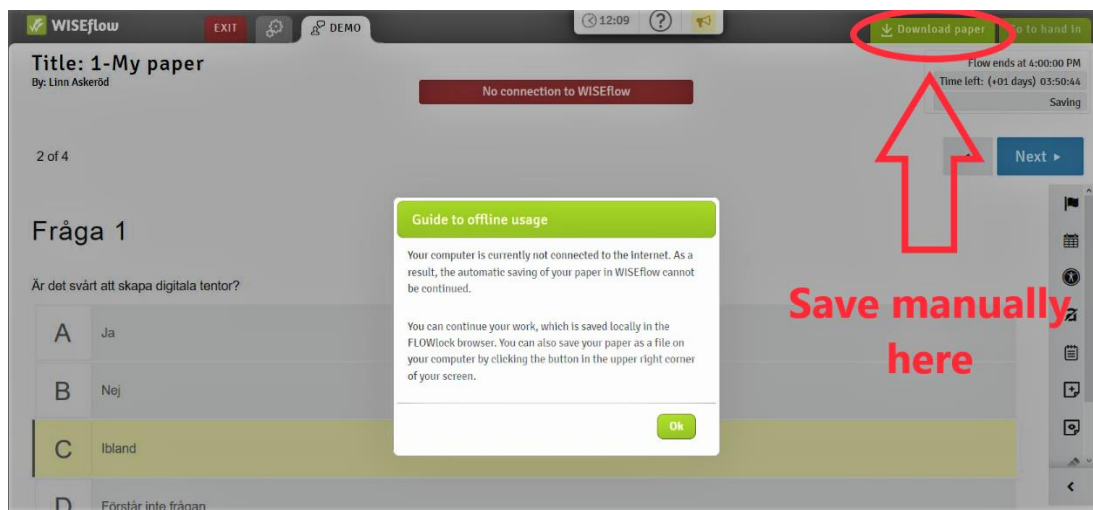 WISEflow
EXIT
DEMO
12:09
?
Download paper
Go to hand in
Title: 1-My paper
By: Linn Askeröd
No connection to WISEflow
Flow ends at 4:00:00 PM
Time left: (+01 days) 03:50:44
Saving
2 of 4
Next
Guide to offline usage
Your computer is currently not connected to the internet. As a
result, the automatic saving of your paper in WISEflow cannot
be continued.
You can continue your work, which is saved locally in the
FLOWlock browser. You can also save your paper as a file on
your computer by clicking the button in the upper right corner
of your screen.
Ok
Fråga 1
Är det svårt att skapa digitala tentor?
A Ja
B Nej
C Ibland
D Förstår inte frågan
Save manually
here